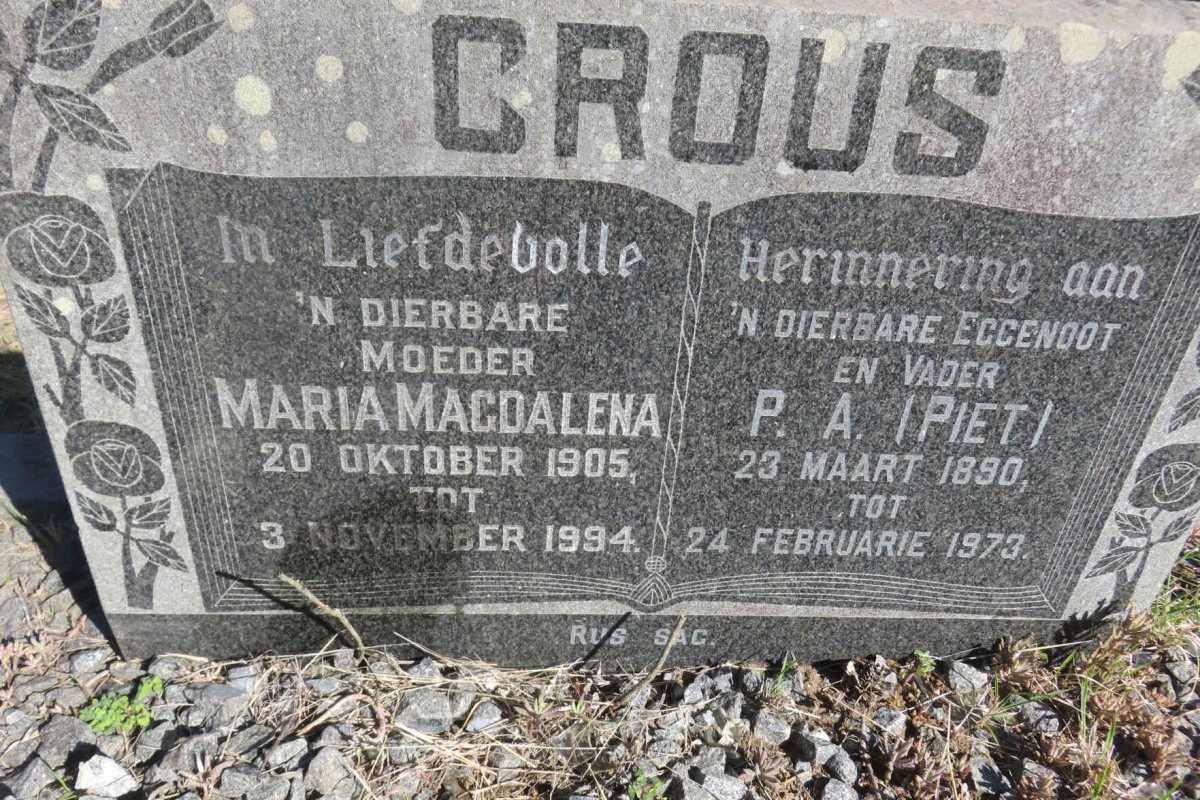 CROUS
In Liefdevolle
'N DIERBARE
MOEDER
MARIA MAGDALENA
20 OKTOBER 1905,
TOT
3 NOVEMBER 1994.
Herinnering aan
'N DIERBARE EGGENOOT
EN VADER
P. A. (PIET)
23 MAART 1890,
TOT
24 FEBRUARIE 1973.
RUS SAG.